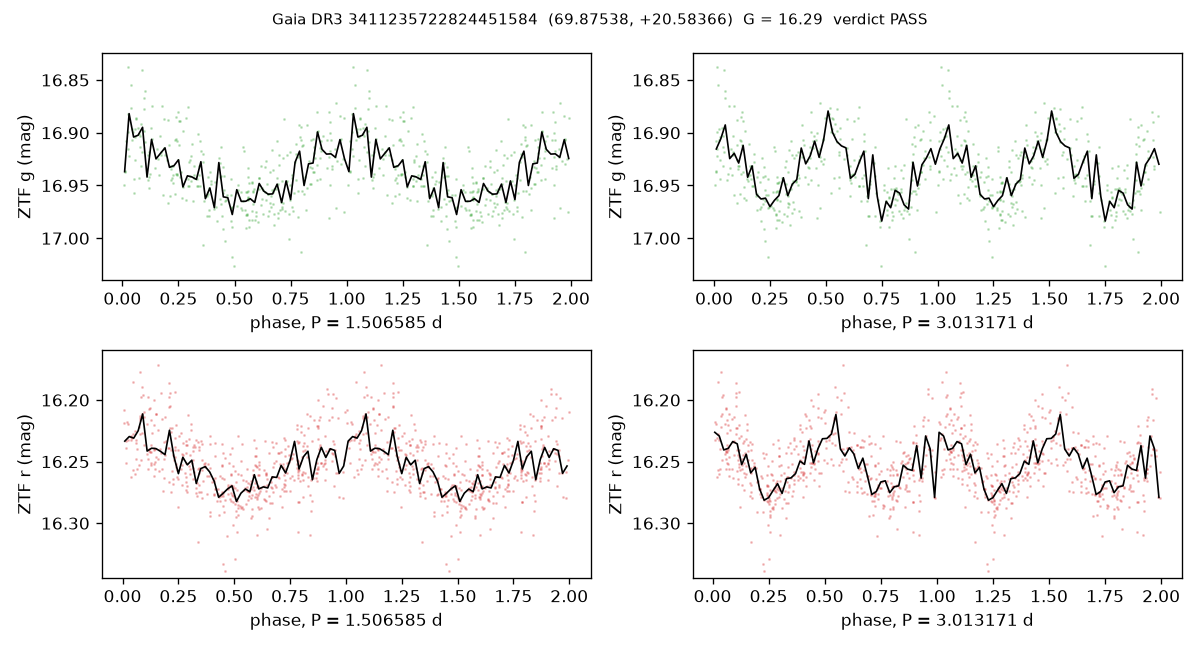 Gaia DR3 3411235722824451584 (69.87538, +20.58366) G = 16.29 verdict PASS
ZTF g (mag)
16.85
16.90
16.95
17.00
0.00 0.25 0.50 0.75 1.00 1.25 1.50 1.75 2.00
phase, P = 1.506585 d
ZTF g (mag)
16.85
16.90
16.95
17.00
0.00 0.25 0.50 0.75 1.00 1.25 1.50 1.75 2.00
phase, P = 3.013171 d
ZTF r (mag)
16.20
16.25
16.30
0.00 0.25 0.50 0.75 1.00 1.25 1.50 1.75 2.00
phase, P = 1.506585 d
ZTF r (mag)
16.20
16.25
16.30
0.00 0.25 0.50 0.75 1.00 1.25 1.50 1.75 2.00
phase, P = 3.013171 d